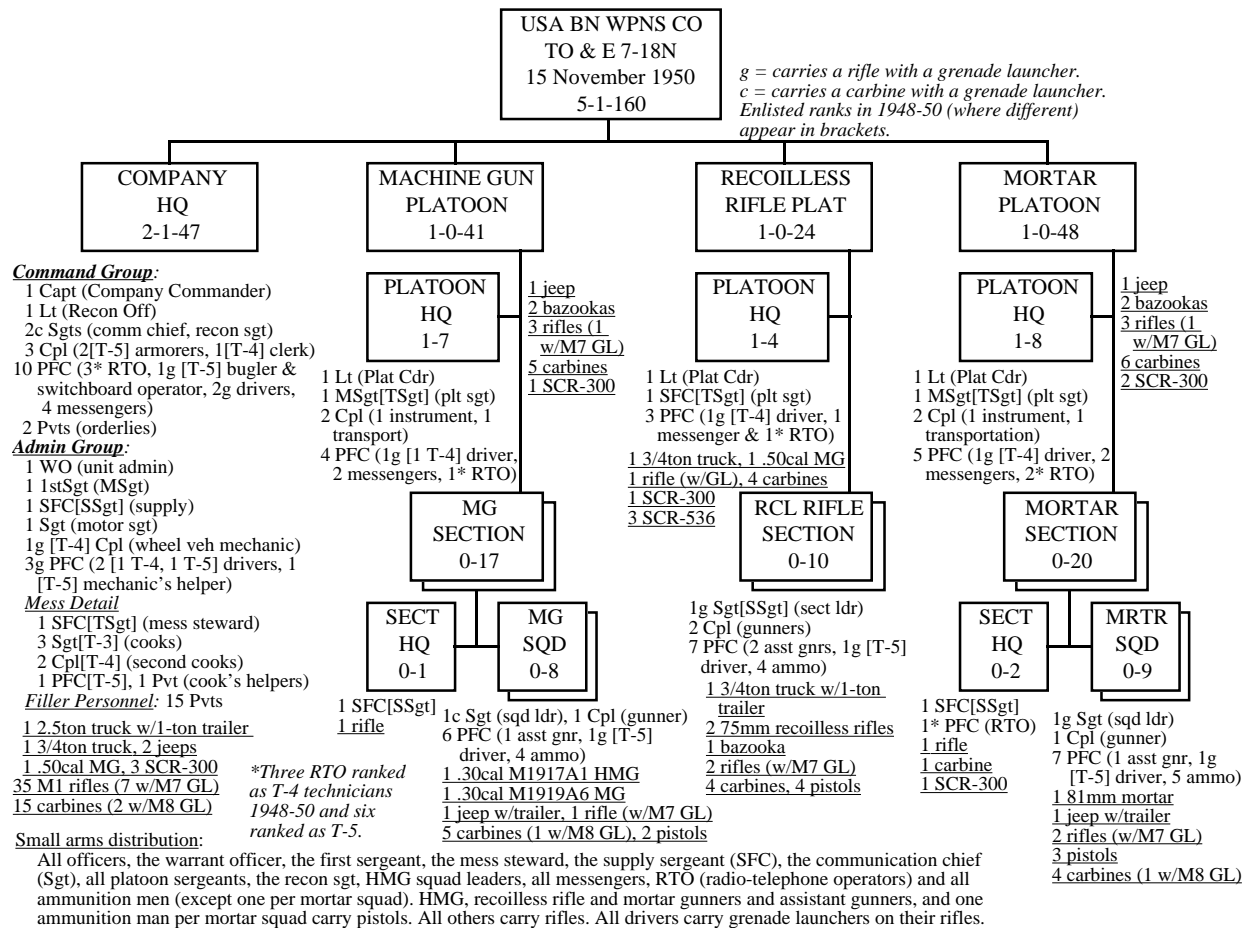 USA BN WPNS CO
TO & E 7-18N
15 November 1950
5-1-160
g = carries a rifle with a grenade launcher.
c = carries a carbine with a grenade launcher.
Enlisted ranks in 1948-50 (where different)
appear in brackets.
COMPANY
HQ
2-1-47
MACHINE GUN
PLATOON
1-0-41
RECOILLESS
RIFLE PLAT
1-0-24
MORTAR
PLATOON
1-0-48
Command Group:
1 Capt (Company Commander)
1 Lt (Recon Off)
2c Sgts (comm chief, recon sgt)
3 Cpl (2[T-5] armorers, 1[T-4] clerk)
10 PFC (3* RTO, 1g [T-5] bugler &
switchboard operator, 2g drivers,
4 messengers)
2 Pvts (orderlies)
Admin Group:
1 WO (unit admin)
1 1stSgt (MSgt)
1 SFC[SSgt] (supply)
1 Sgt (motor sgt)
1g [T-4] Cpl (wheel veh mechanic)
3g PFC (2 [1 T-4, 1 T-5] drivers, 1
[T-5] mechanic's helper)
Mess Detail
1 SFC[TSgt] (mess steward)
3 Sgt[T-3] (cooks)
2 Cpl[T-4] (second cooks)
1 PFC[T-5], 1 Pvt (cook's helpers)
Filler Personnel: 15 Pvts
1 2.5ton truck w/1-ton trailer
1 3/4ton truck, 2 jeeps
1 .50cal MG, 3 SCR-300
35 M1 rifles (7 w/M7 GL)
15 carbines (2 w/M8 GL)
PLATOON
HQ
1-7
1 jeep
2 bazookas
3 rifles (1
w/M7 GL)
5 carbines
1 SCR-300
1 Lt (Plat Cdr)
1 MSgt[TSgt] (plt sgt)
2 Cpl (1 instrument, 1
transport)
4 PFC (1g [1 T-4] driver,
2 messengers, 1* RTO)
MG
SECTION
0-17
SECT
HQ
0-1
MG
SQD
0-8
1 SFC[SSgt]
1 rifle
1c Sgt (sqd ldr), 1 Cpl (gunner)
6 PFC (1 asst gnr, 1g [T-5]
driver, 4 ammo)
1 .30cal M1917A1 HMG
1 .30cal M1919A6 MG
1 jeep w/trailer, 1 rifle (w/M7 GL)
5 carbines (1 w/M8 GL), 2 pistols
*Three RTO ranked
as T-4 technicians
1948-50 and six
ranked as T-5.
PLATOON
HQ
1-4
1 Lt (Plat Cdr)
1 SFC[TSgt] (plt sgt)
3 PFC (1g [T-4] driver, 1
messenger & 1* RTO)
1 3/4ton truck, 1 .50cal MG
1 rifle (w/GL), 4 carbines
1 SCR-300
3 SCR-536
RCL RIFLE
SECTION
0-10
1g Sgt[SSgt] (sect ldr)
2 Cpl (gunners)
7 PFC (2 asst gnrs, 1g [T-5]
driver, 4 ammo)
1 3/4ton truck w/1-ton
trailer
2 75mm recoilless rifles
1 bazooka
2 rifles (w/M7 GL)
4 carbines, 4 pistols
PLATOON
HQ
1-8
1 jeep
2 bazookas
3 rifles (1
w/M7 GL)
6 carbines
2 SCR-300
1 Lt (Plat Cdr)
1 MSgt[TSgt] (plt sgt)
2 Cpl (1 instrument, 1
transportation)
5 PFC (1g [T-4] driver, 2
messengers, 2* RTO)
MORTAR
SECTION
0-20
SECT
HQ
0-2
MRTR
SQD
0-9
1 SFC[SSgt]
1* PFC (RTO)
1 rifle
1 carbine
1 SCR-300
1g Sgt (sqd ldr)
1 Cpl (gunner)
7 PFC (1 asst gnr, 1g
[T-5] driver, 5 ammo)
1 81mm mortar
1 jeep w/trailer
2 rifles (w/M7 GL)
3 pistols
4 carbines (1 w/M8 GL)
Small arms distribution:
All officers, the warrant officer, the first sergeant, the mess steward, the supply sergeant (SFC), the communication chief
(Sgt), all platoon sergeants, the recon sgt, HMG squad leaders, all messengers, RTO (radio-telephone operators) and all
ammunition men (except one per mortar squad). HMG, recoilless rifle and mortar gunners and assistant gunners, and one
ammunition man per mortar squad carry pistols. All others carry rifles. All drivers carry grenade launchers on their rifles.